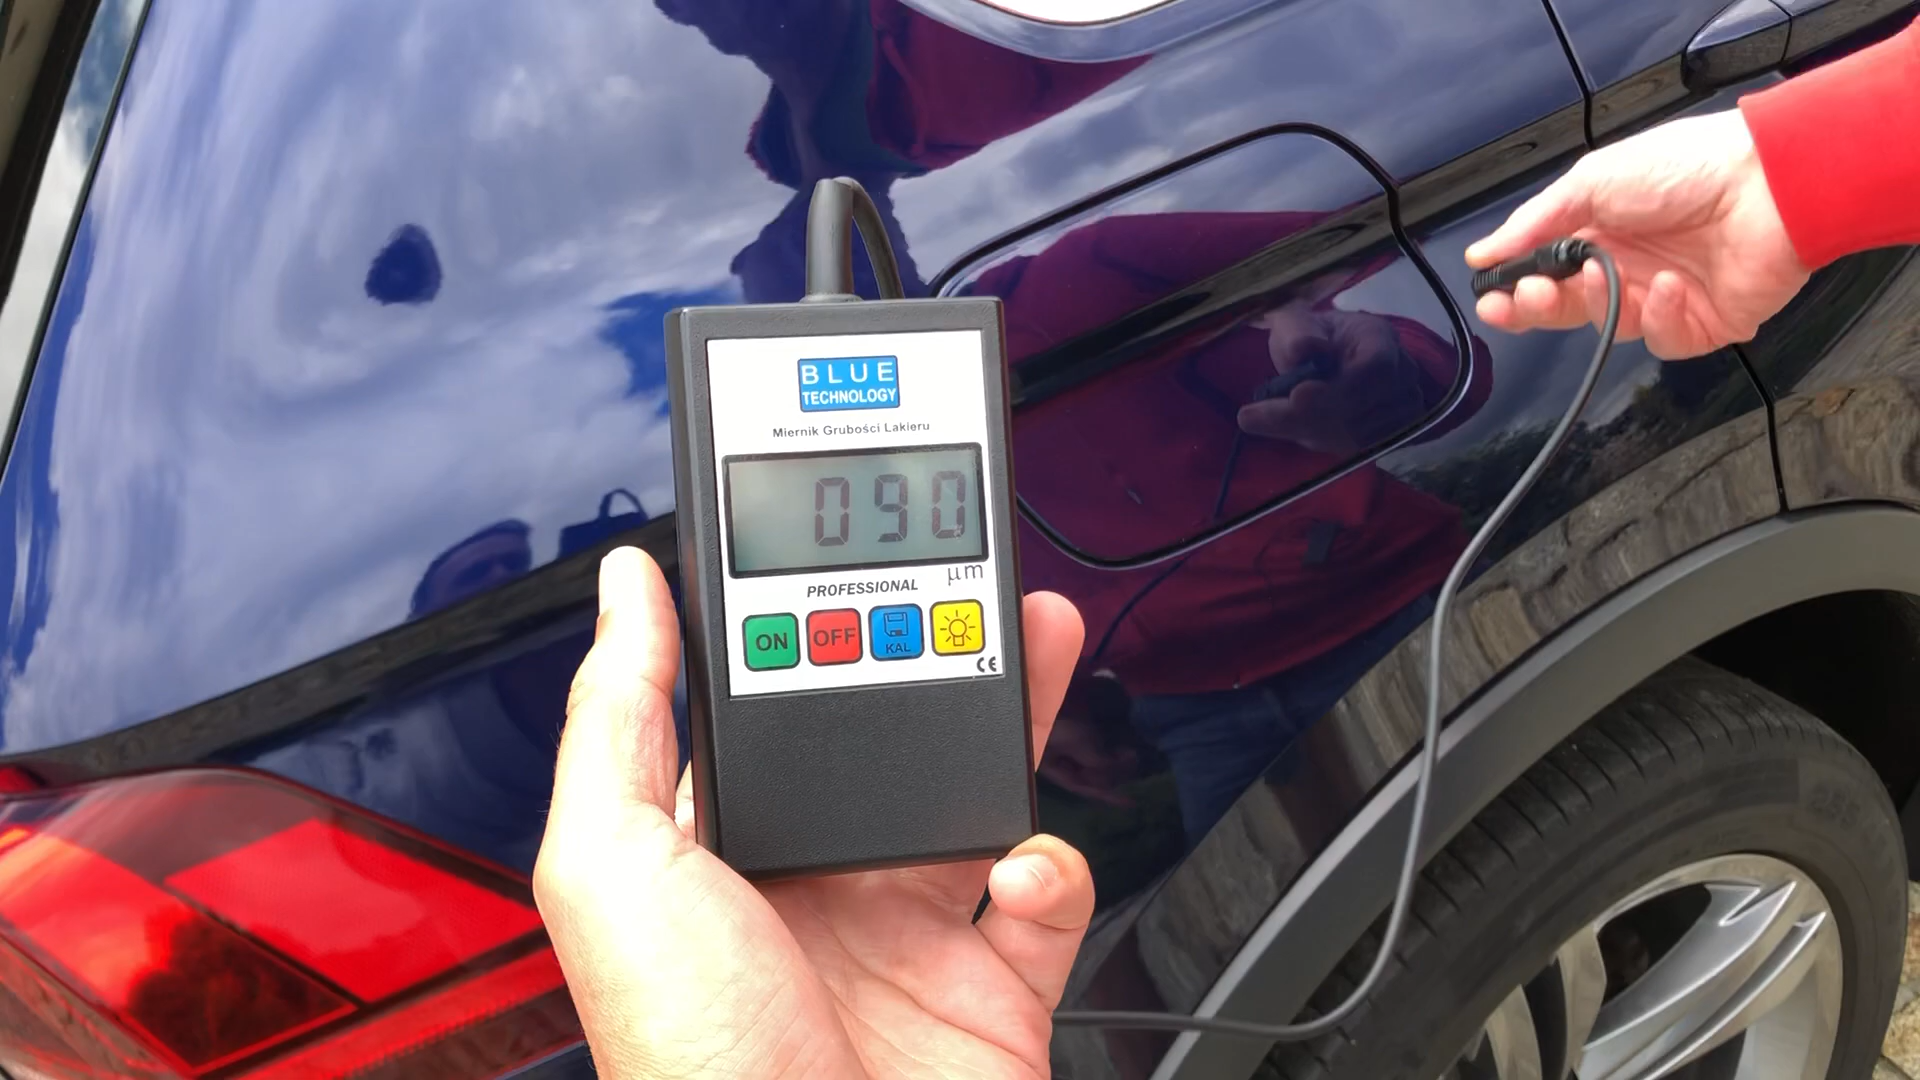 BLUE
TECHNOLOGY
Miernik Grubości Lakieru
090
μm
PROFESSIONAL
ON
OFF
KAL
CE